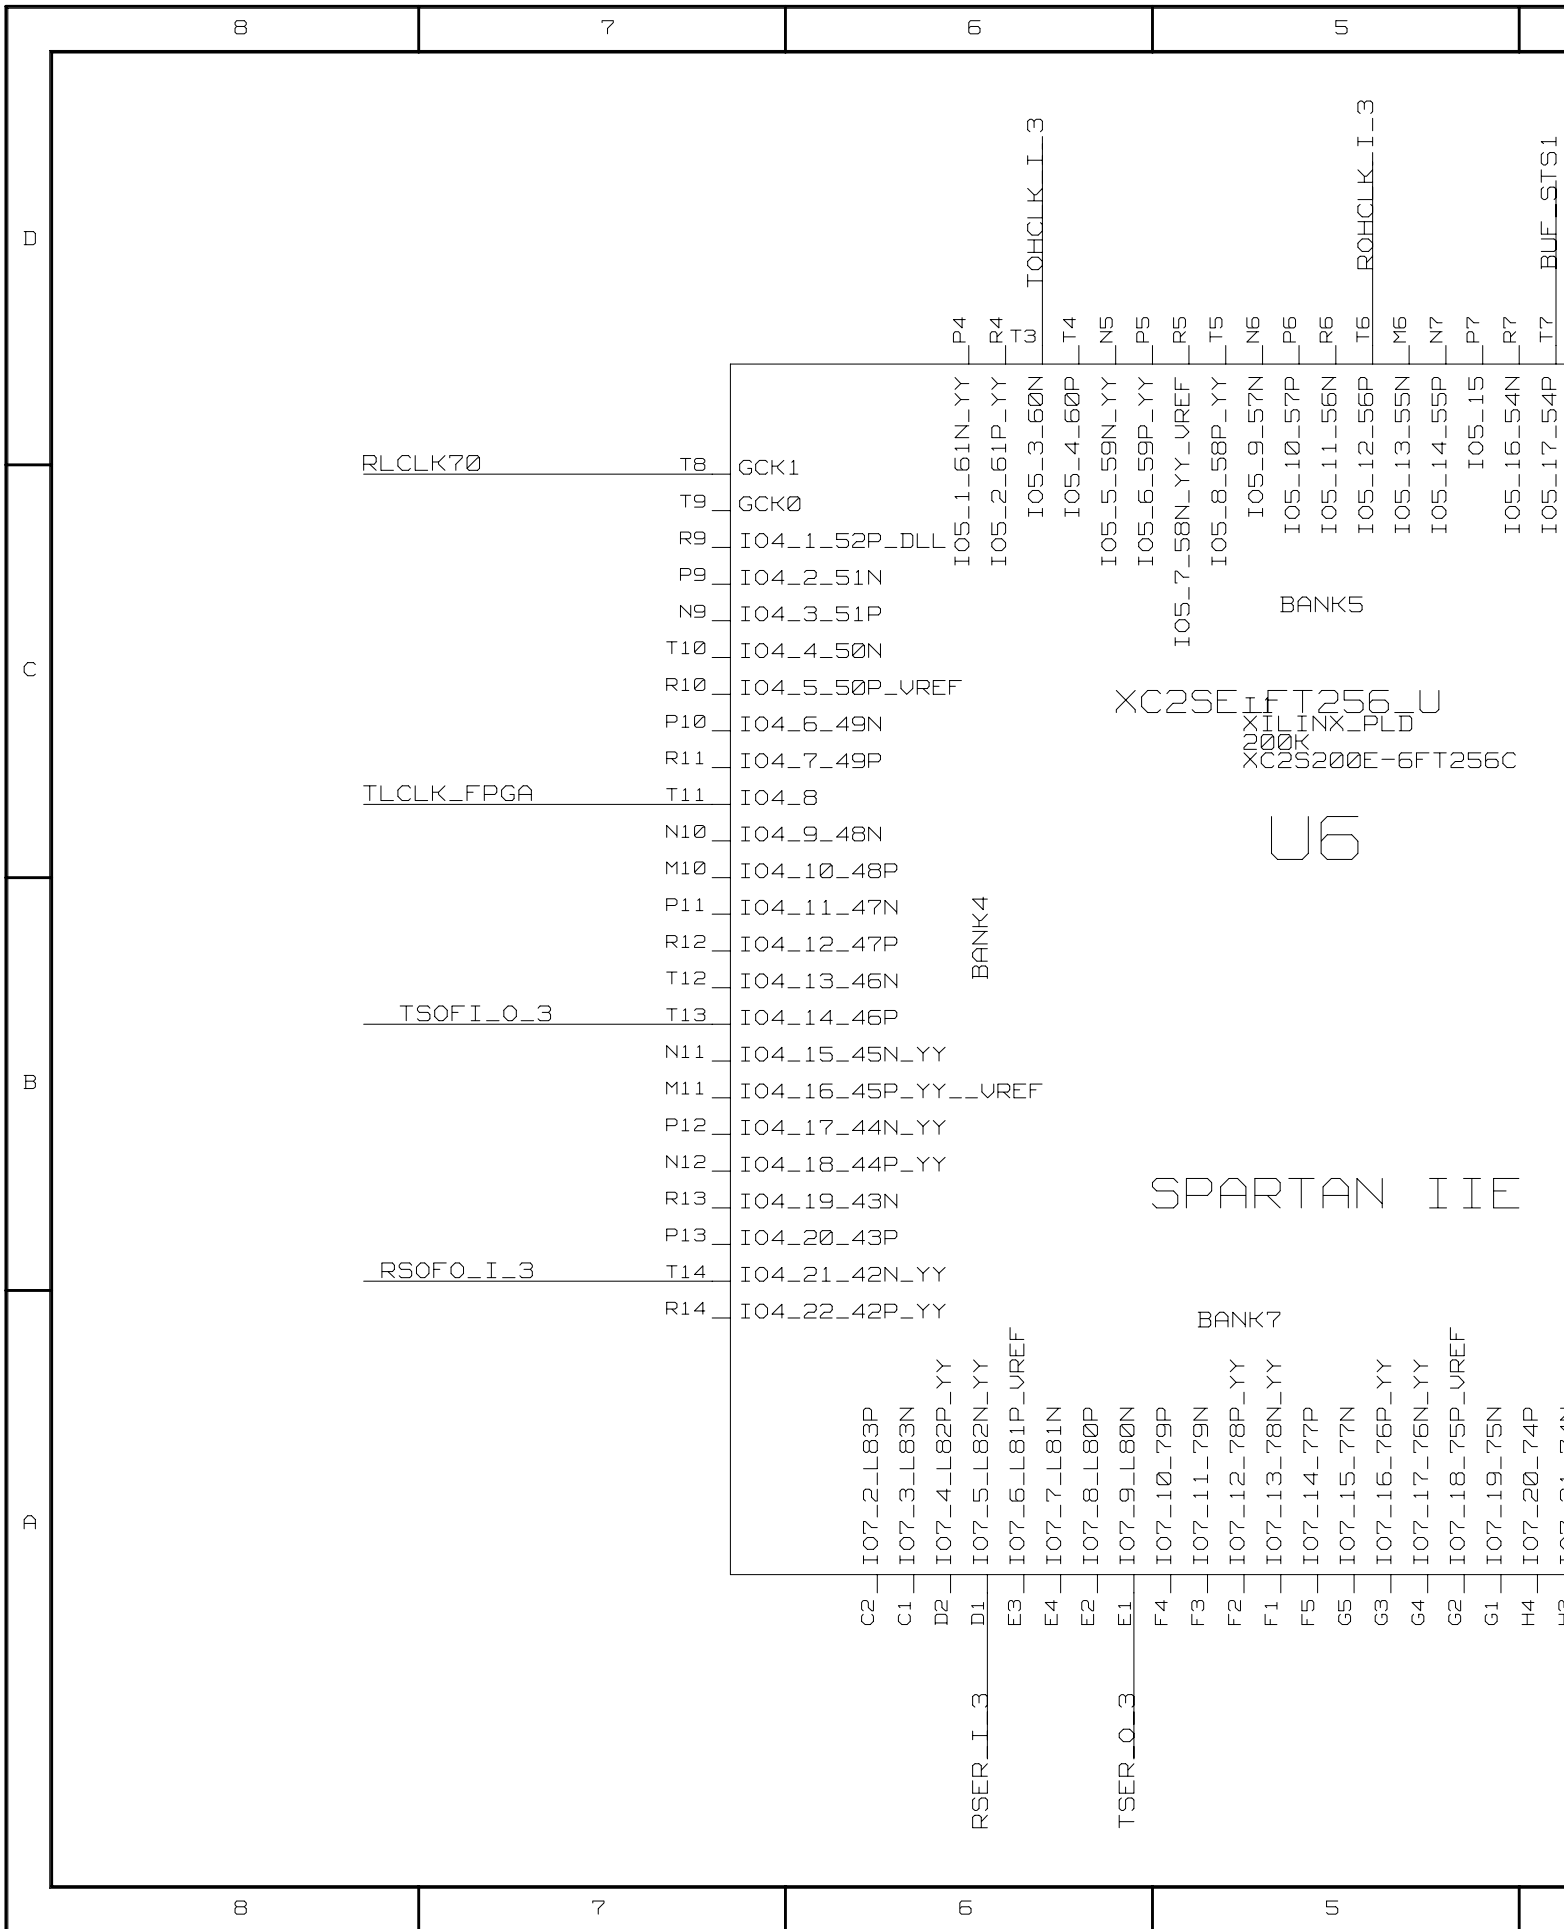 8 7 6 5
D
C
B
A
IOHCLK_I_3
ROHCLK_I_3
BUF_STS1
P4
R4
T3
T4
N5
P5
R5
T5
N6
P6
R6
T6
M6
N7
P7
R7
T7
IO5_1_61N_YY
IO5_2_61P_YY
IO5_3_60N
IO5_4_60P
IO5_5_59N_YY
IO5_6_59P_YY
IO5_7_58N_YY_VREF
IO5_8_58P_YY
IO5_9_57N
IO5_10_57P
IO5_11_56N
IO5_12_56P
IO5_13_55N
IO5_14_55P
IO5_15
IO5_16_54N
IO5_17_54P
BANK5
RLCLK70 T8 GCK1
T9 GCK0
R9 IO4_1_52P_DLL
P9 IO4_2_51N
N9 IO4_3_51P
T10 IO4_4_50N
R10 IO4_5_50P_VREF
P10 IO4_6_49N
R11 IO4_7_49P
TLCLK_FPGA T11 IO4_8
N10 IO4_9_48N
M10 IO4_10_48P
P11 IO4_11_47N
R12 IO4_12_47P
T12 IO4_13_46N
TSOFI_O_3 T13 IO4_14_46P
N11 IO4_15_45N_YY
M11 IO4_16_45P_YY__VREF
P12 IO4_17_44N_YY
N12 IO4_18_44P_YY
R13 IO4_19_43N
P13 IO4_20_43P
RSOFO_I_3 T14 IO4_21_42N_YY
R14 IO4_22_42P_YY
BANK4
XC2SE_FT256_U
I1
XILINX_PLD
200K
XC2S200E-6FT256C
U6
SPARTAN IIE
BANK7
IO7_2_L83P
IO7_3_L83N
IO7_4_L82P_YY
IO7_5_L82N_YY
IO7_6_L81P_VREF
IO7_7_L81N
IO7_8_L80P
IO7_9_L80N
IO7_10_79P
IO7_11_79N
IO7_12_78P_YY
IO7_13_78N_YY
IO7_14_77P
IO7_15_77N
IO7_16_76P_YY
IO7_17_76N_YY
IO7_18_75P_VREF
IO7_19_75N
IO7_20_74P
C2
C1
D2
D1
E3
E4
E2
E1
F4
F3
F2
F1
F5
G5
G3
G4
G2
G1
H4
RSER_I_3
TSER_O_3
8 7 6 5